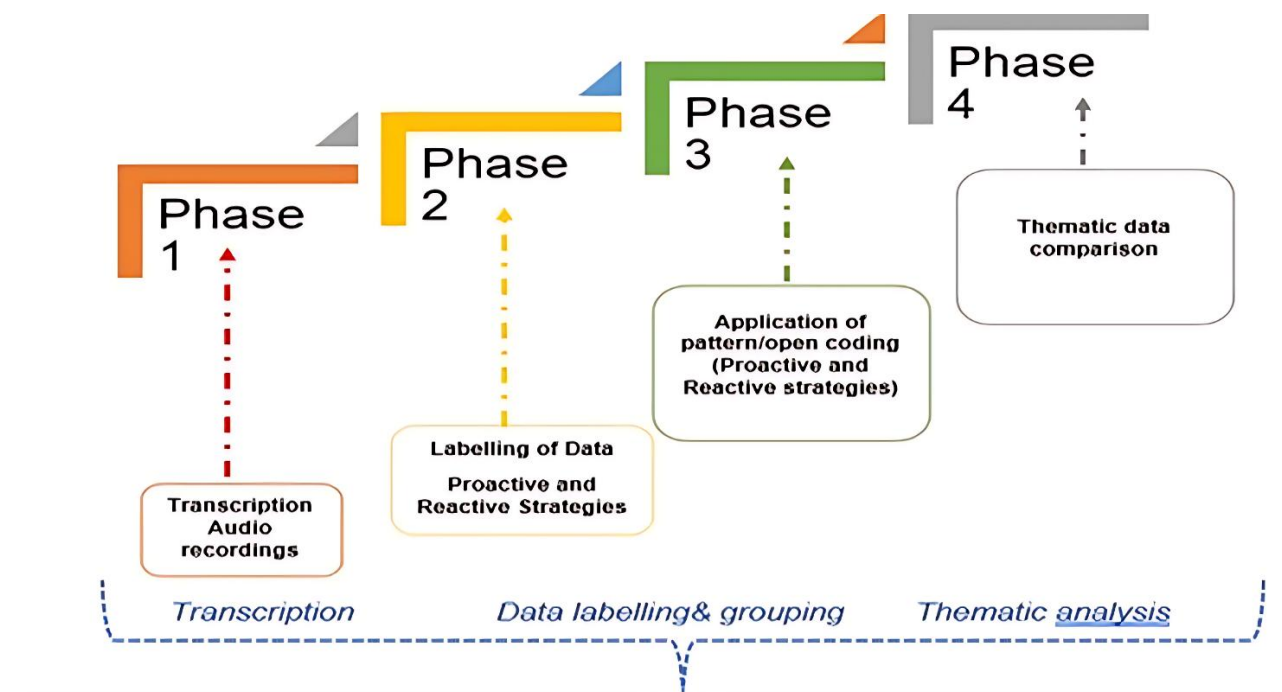 Phase
1
Transcription
Audio
recordings
Phase
2
Labelling of Data
Proactive and
Reactive Strategies
Phase
3
Application of
pattern/open coding
(Proactive and
Reactive strategies)
Phase
4
Thematic data
comparison
Transcription
Data labelling& grouping
Thematic analysis